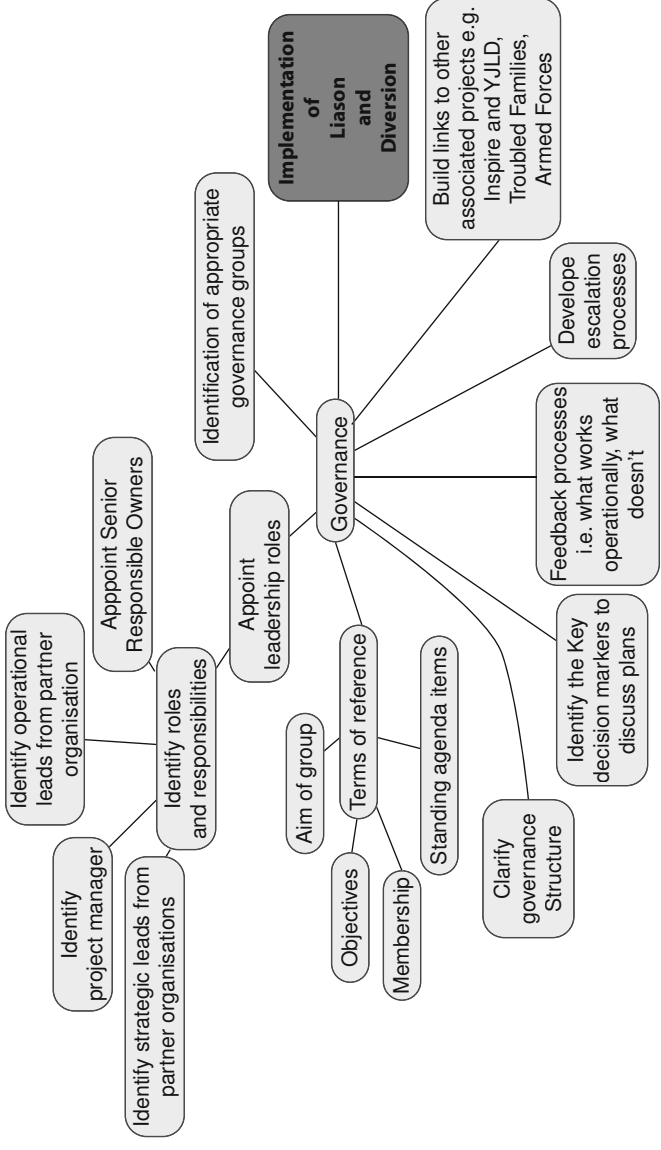 Identify operational
leads from partner
organisation
Identify
project manager
Apppoint Senior
Responsible Owners
Identify strategic leads from
partner organisations
Identify roles
and responsibilities
Appoint
leadership roles
Identification of appropriate
governance groups
Implementation
of
Liason
and
Diversion
Aim of group
Objectives
Membership
Terms of reference
Standing agenda items
Governance
Build links to other
associated projects e.g.
Inspire and YJLD,
Troubled Families,
Armed Forces
Clarify
governance
Structure
Identify the Key
decision markers to
discuss plans
Feedback processes
i.e. what works
operationally, what
doesn't
Develope
escalation
processes